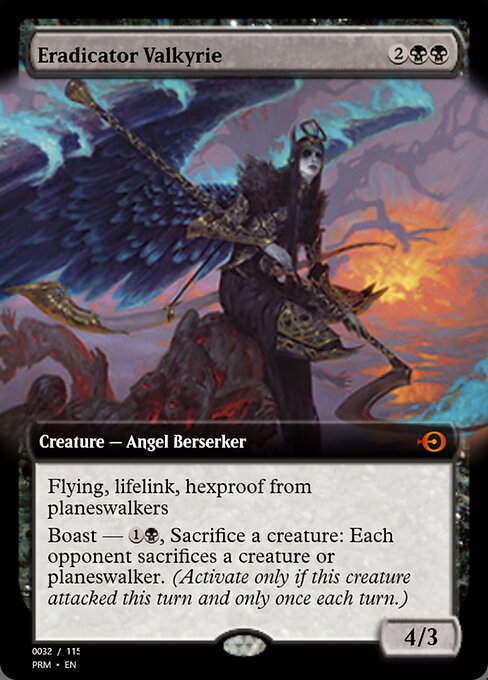 Eradicator Valkyrie 2
Creature — Angel Berserker
Flying, lifelink, hexproof from
planeswalkers
Boast — 1, Sacrifice a creature: Each
opponent sacrifices a creature or
planeswalker. (Activate only if this creature
attacked this turn and only once each turn.)
4/3
0032 / 115
PRM • EN